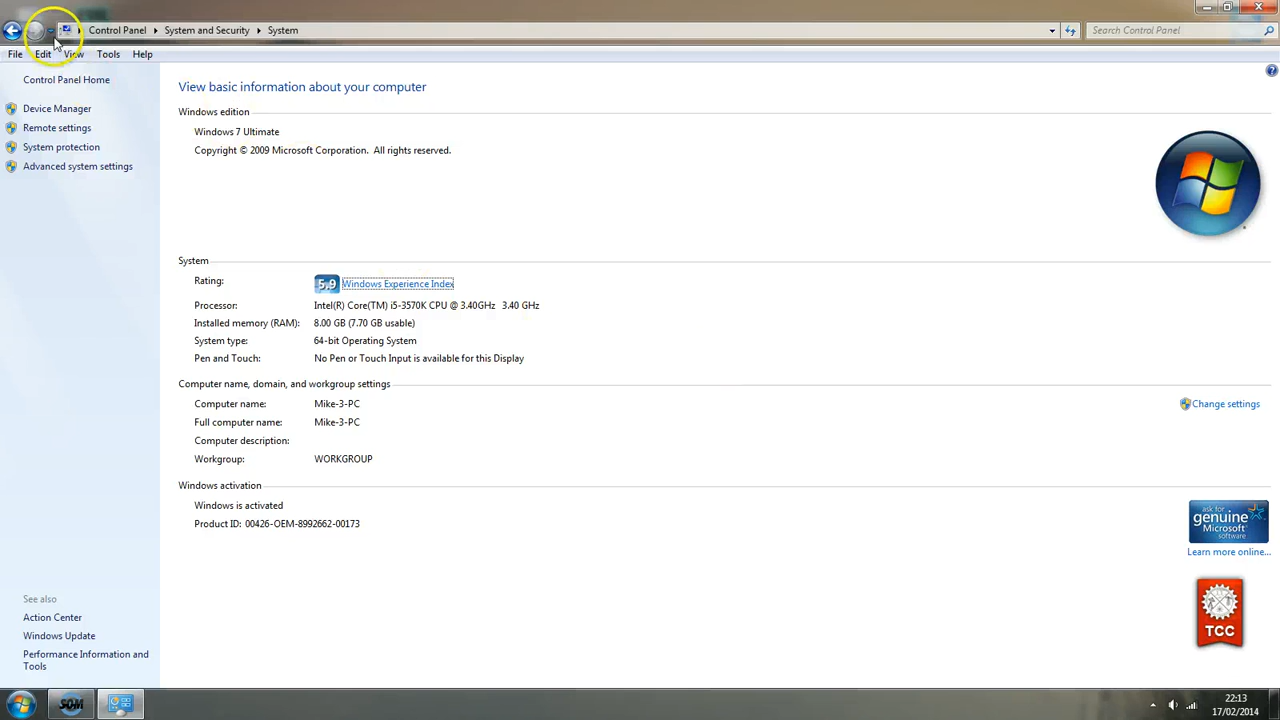 Control Panel ▸ System and Security ▸ System
Search Control Panel
File Edit View Tools Help
Control Panel Home
Device Manager
Remote settings
System protection
Advanced system settings
View basic information about your computer
Windows edition
Windows 7 Ultimate
Copyright © 2009 Microsoft Corporation. All rights reserved.
System
Rating: 5.9 Windows Experience Index
Processor: Intel(R) Core(TM) i5-3570K CPU @ 3.40GHz 3.40 GHz
Installed memory (RAM): 8.00 GB (7.70 GB usable)
System type: 64-bit Operating System
Pen and Touch: No Pen or Touch Input is available for this Display
Computer name, domain, and workgroup settings
Computer name: Mike-3-PC
Change settings
Full computer name: Mike-3-PC
Computer description:
Workgroup: WORKGROUP
Windows activation
Windows is activated
Product ID: 00426-OEM-8992662-00173
ask for
genuine
Microsoft
software
Learn more online...
TCC
See also
Action Center
Windows Update
Performance Information and
Tools
SOM
22:13
17/02/2014